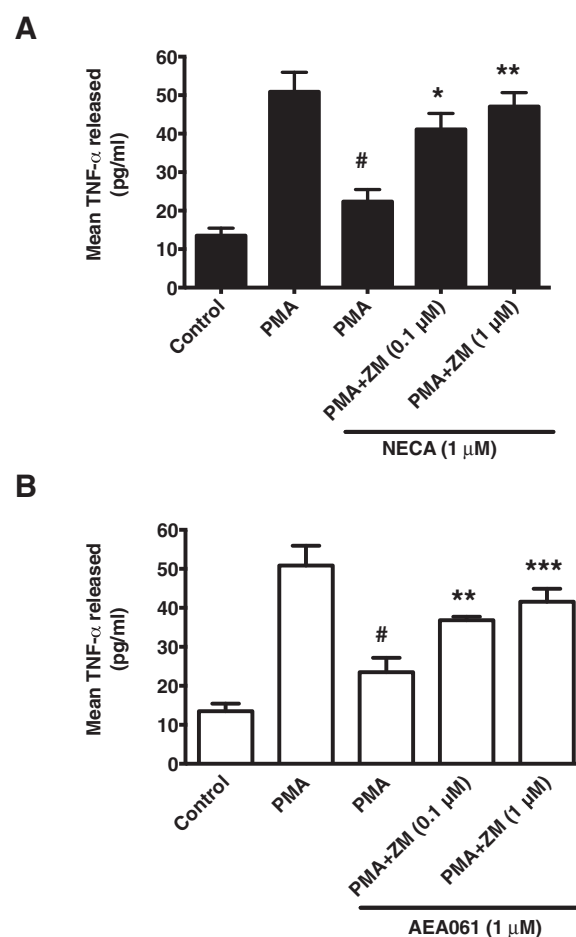 A
Mean TNF-α released
(pg/ml)
60
50
40
30
20
10
0
#
*
**
Control
PMA
PMA
PMA+ZM (0.1 µM)
PMA+ZM (1 µM)
NECA (1 µM)
B
Mean TNF-α released
(pg/ml)
60
50
40
30
20
10
0
#
**
***
Control
PMA
PMA
PMA+ZM (0.1 µM)
PMA+ZM (1 µM)
AEA061 (1 µM)